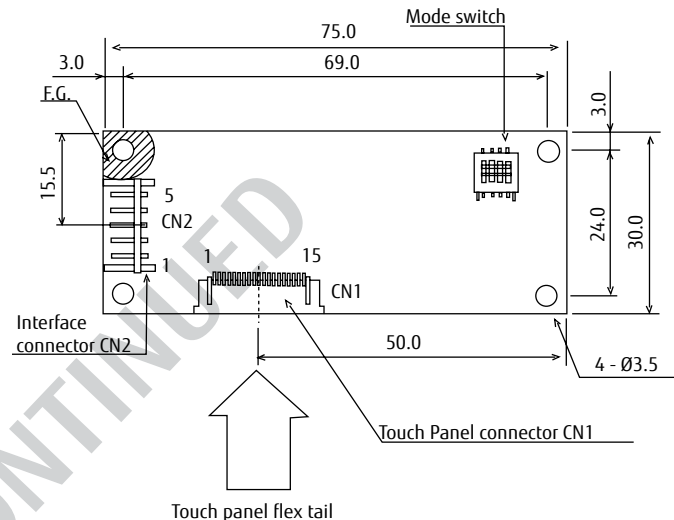 Mode switch
75.0
3.0
69.0
F.G.
3.0
15.5
5
CN2
24.0
30.0
1
1
15
CN1
Interface
connector CN2
50.0
4 - Ø3.5
Touch Panel connector CN1
Touch panel flex tail
ONTINUED